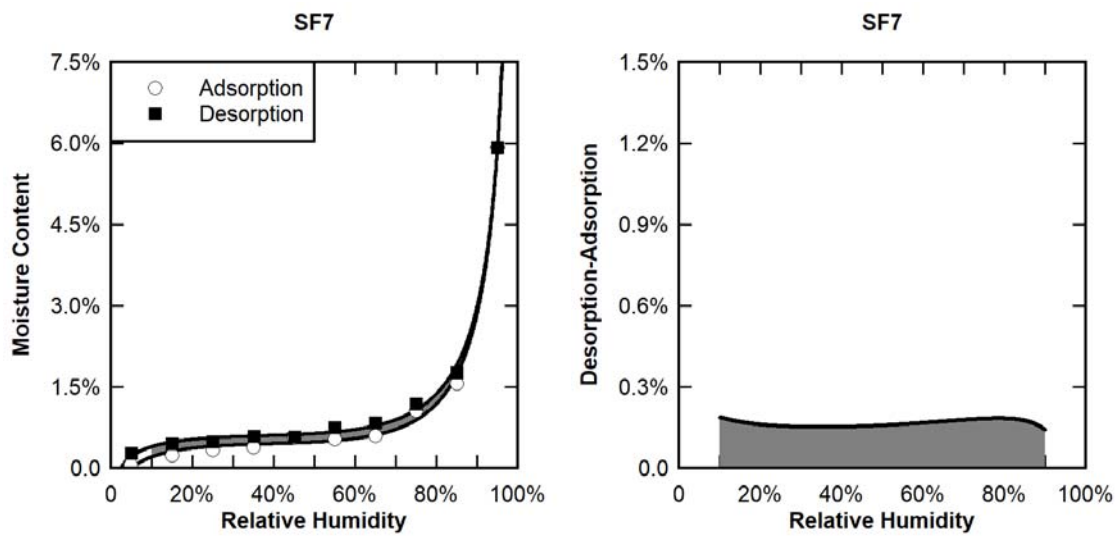 SF7
7.5%
6.0%
4.5%
3.0%
1.5%
0.0
Moisture Content
Adsorption
Desorption
0 20% 40% 60% 80% 100%
Relative Humidity
SF7
1.5%
1.2%
0.9%
0.6%
0.3%
0.0
Desorption-Adsorption
0 20% 40% 60% 80% 100%
Relative Humidity